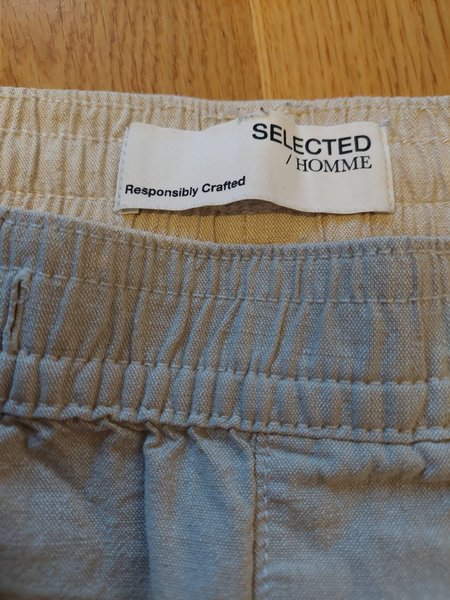 SELECTED
/ HOMME
Responsibly Crafted